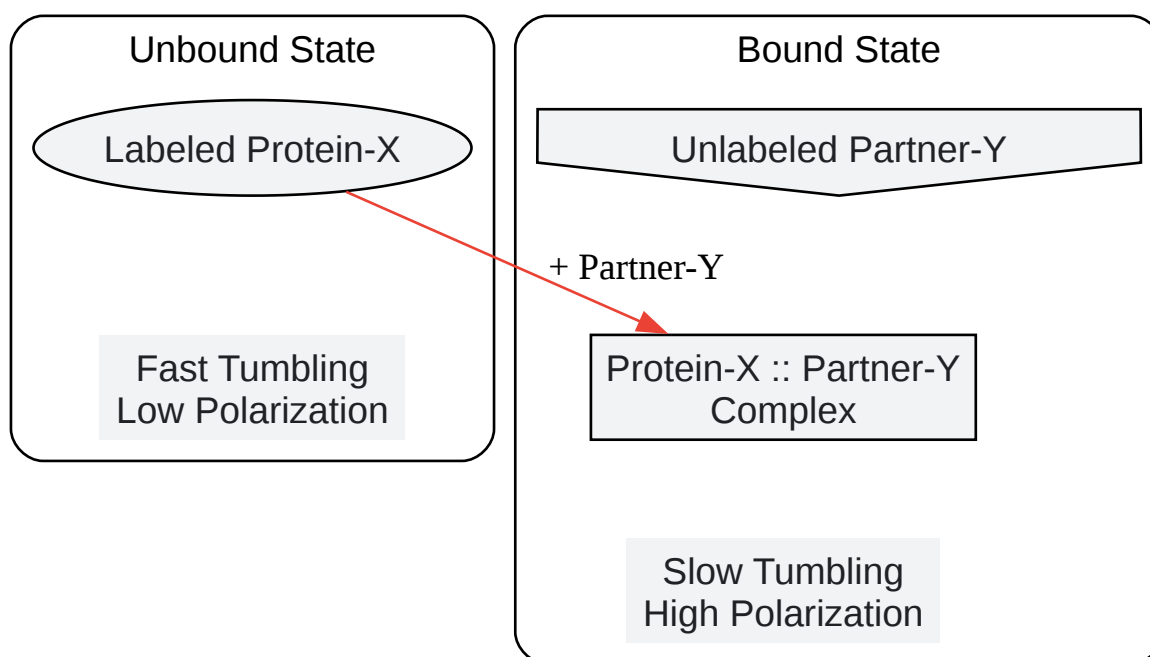 Unbound State
Labeled Protein-X
Fast Tumbling
Low Polarization
Bound State
Unlabeled Partner-Y
+ Partner-Y
Protein-X :: Partner-Y
Complex
Slow Tumbling
High Polarization